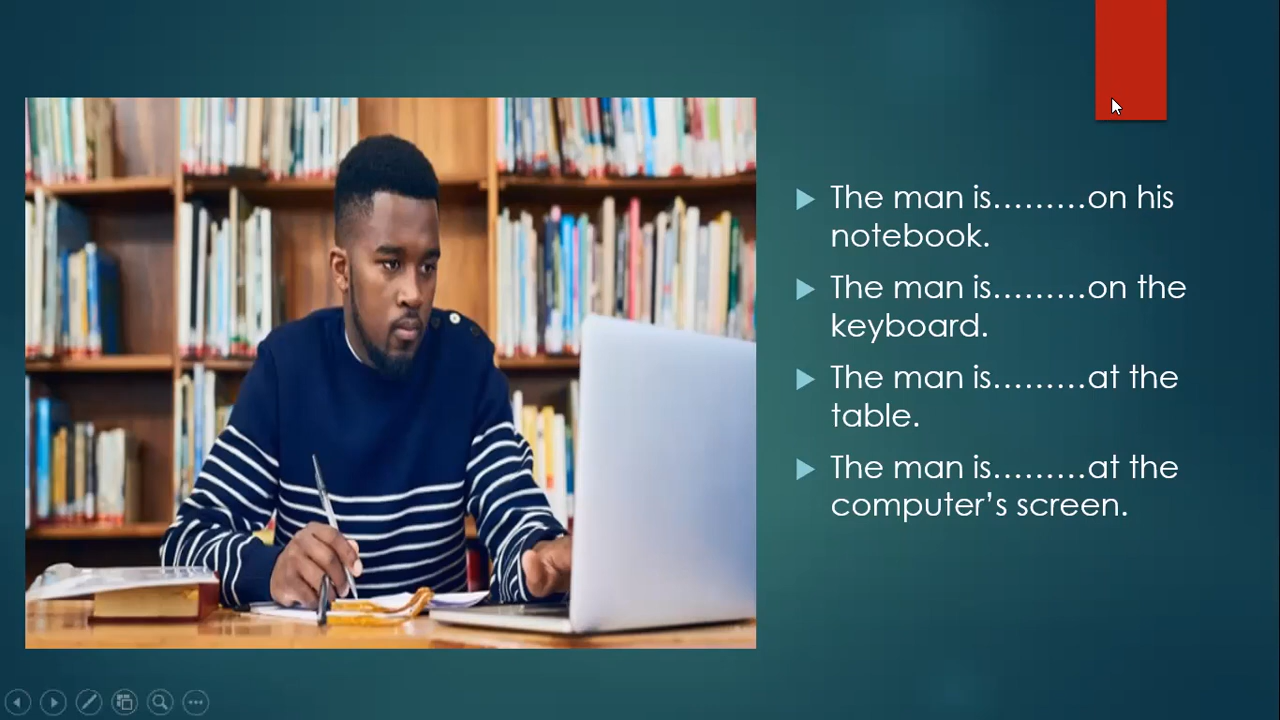 The man is.........on his
notebook.
The man is.........on the
keyboard.
The man is.........at the
table.
The man is.........at the
computer’s screen.